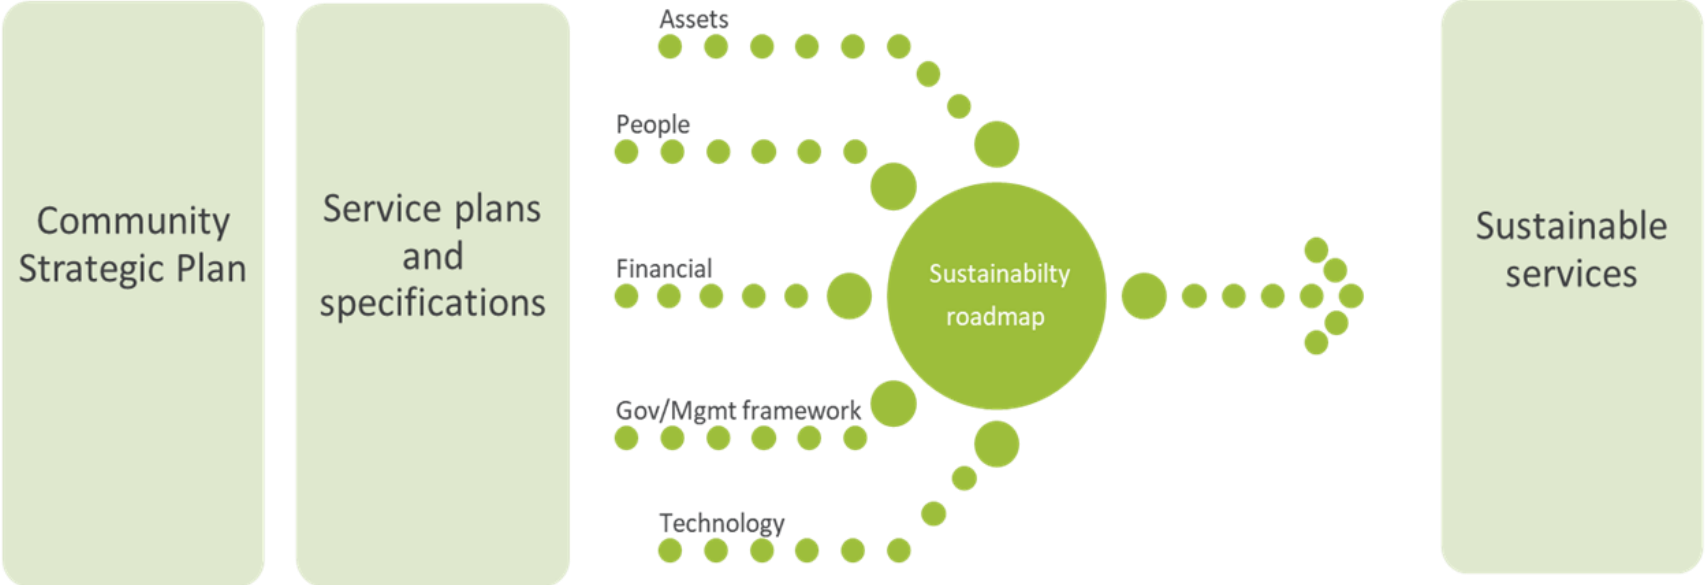 Community
Strategic Plan
Service plans
and
specifications
Assets
People
Financial
Gov/Mgmt framework
Technology
Sustainabilty
roadmap
Sustainable
services